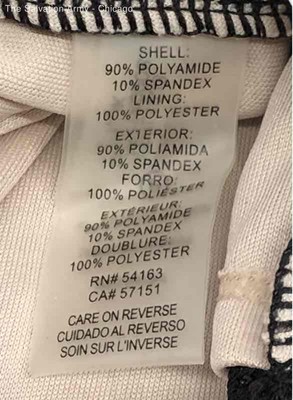 The Salvation Army - Chicago
SHELL:
90% POLYAMIDE
10% SPANDEX
LINING:
100% POLYESTER
EXTERIOR:
90% POLIAMIDA
10% SPANDEX
FORRO:
100% POLIÉSTER
EXTÉRIEUR:
90% POLYAMIDE
10% SPANDEX
DOUBLURE:
100% POLYESTER
RN# 54163
CA# 57151
CARE ON REVERSE
CUIDADO AL REVERSO
SOIN SUR L'INVERSE